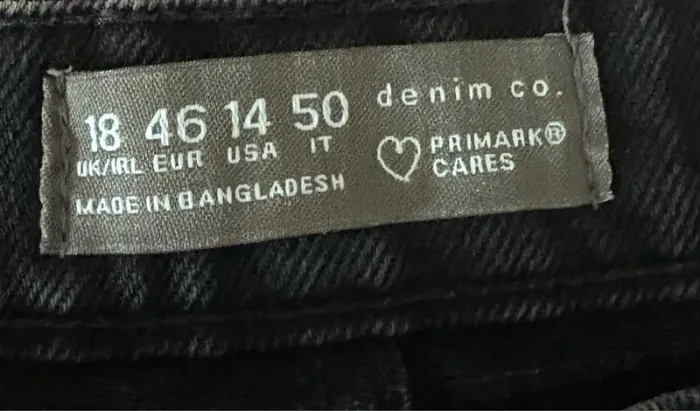 18 46 14 50
UK/IRL EUR USA IT
MADE IN BANGLADESH
denim co.
PRIMARK®
CARES